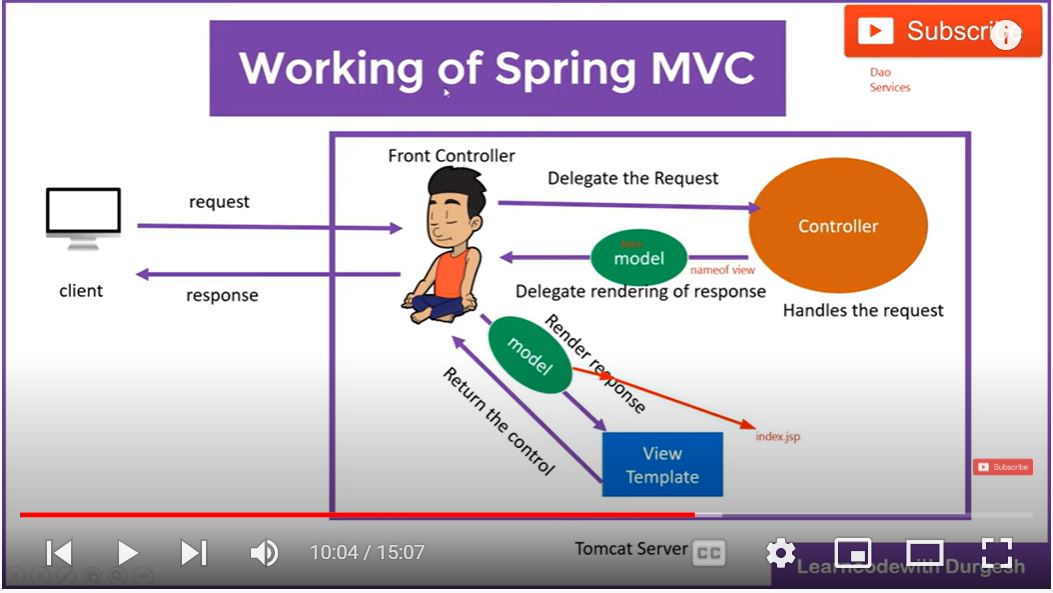 Subscribe
Working of Spring MVC
Dao
Services
Front Controller
Delegate the Request
request
Controller
data
model
nameof view
client
response
Delegate rendering of response
Handles the request
Render response
model
Return the control
index.jsp
View
Template
Subscribe
10:04 / 15:07
Tomcat Server
CC
Learncodewith Durgesh